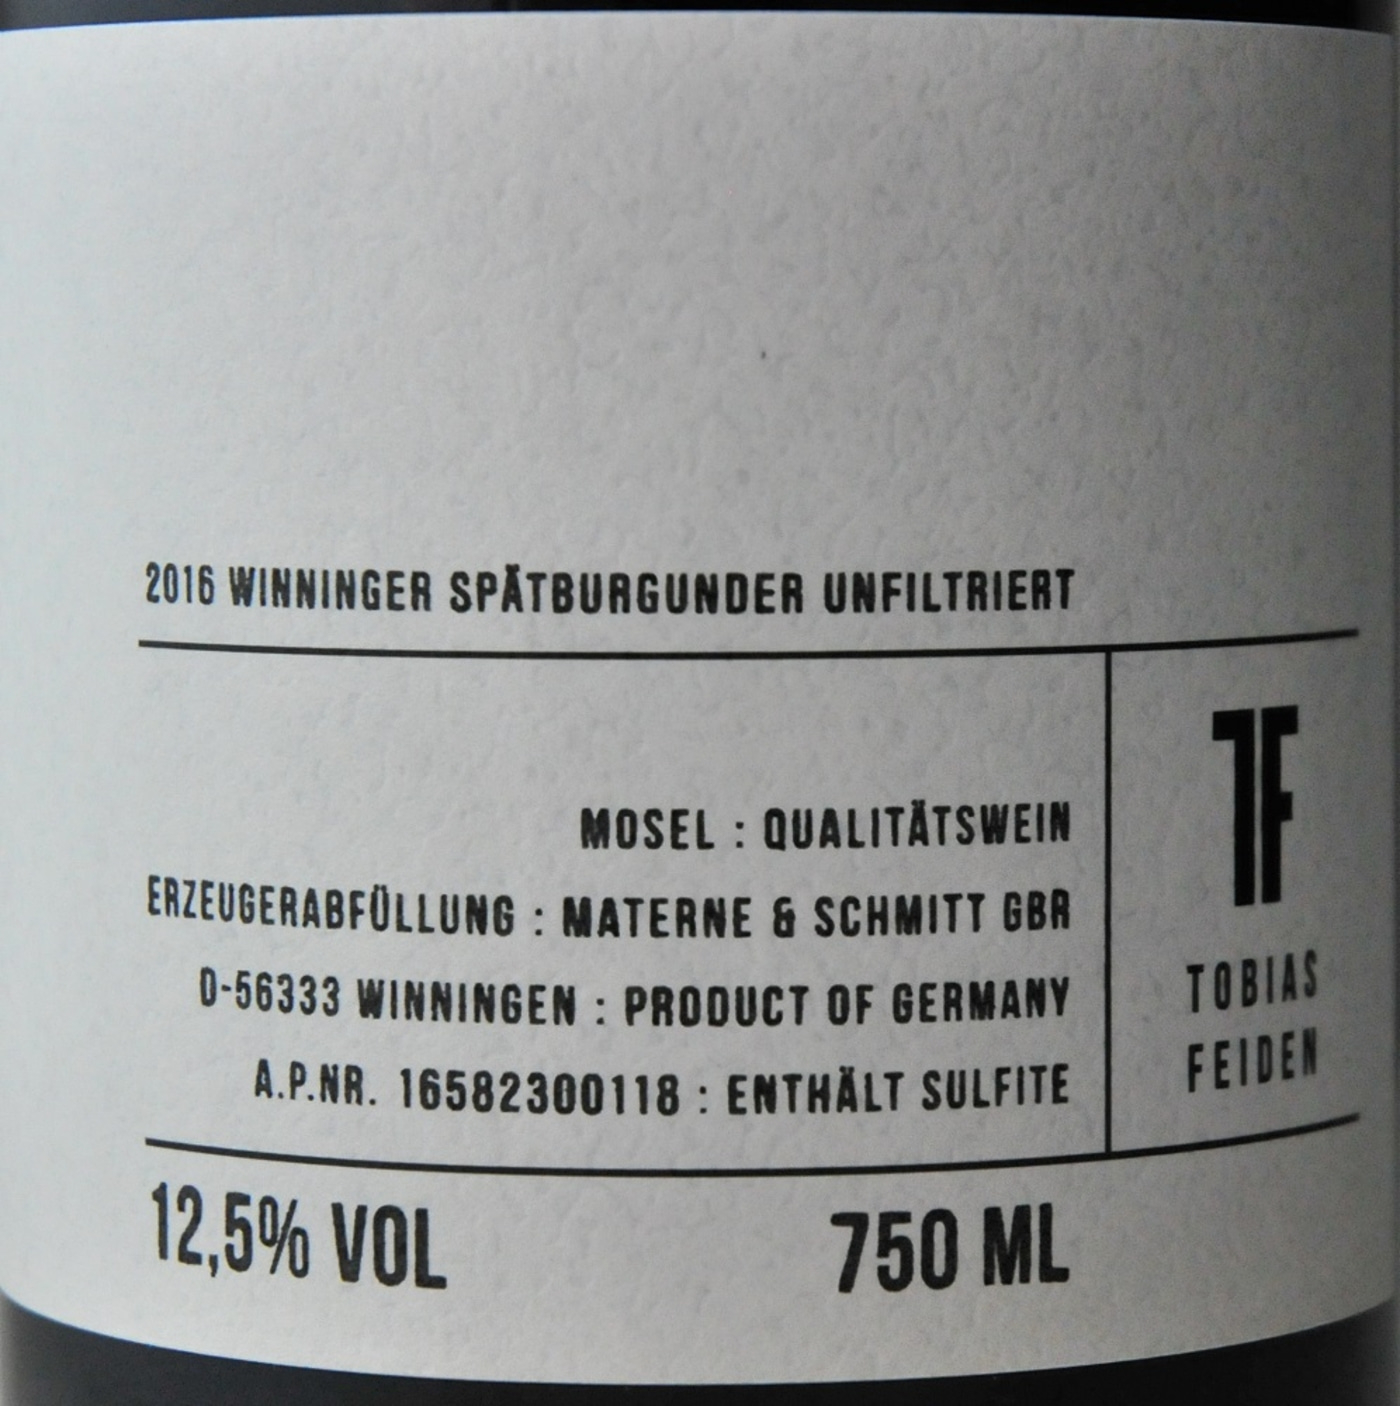 2016 WINNINGER SPÄTBURGUNDER UNFILTRIERT
MOSEL : QUALITÄTSWEIN
ERZEUGERABFÜLLUNG : MATERNE & SCHMITT GBR
D-56333 WINNINGEN : PRODUCT OF GERMANY
A.P.NR. 16582300118 : ENTHÄLT SULFITE
TF
TOBIAS
FEIDEN
12,5% VOL
750 ML